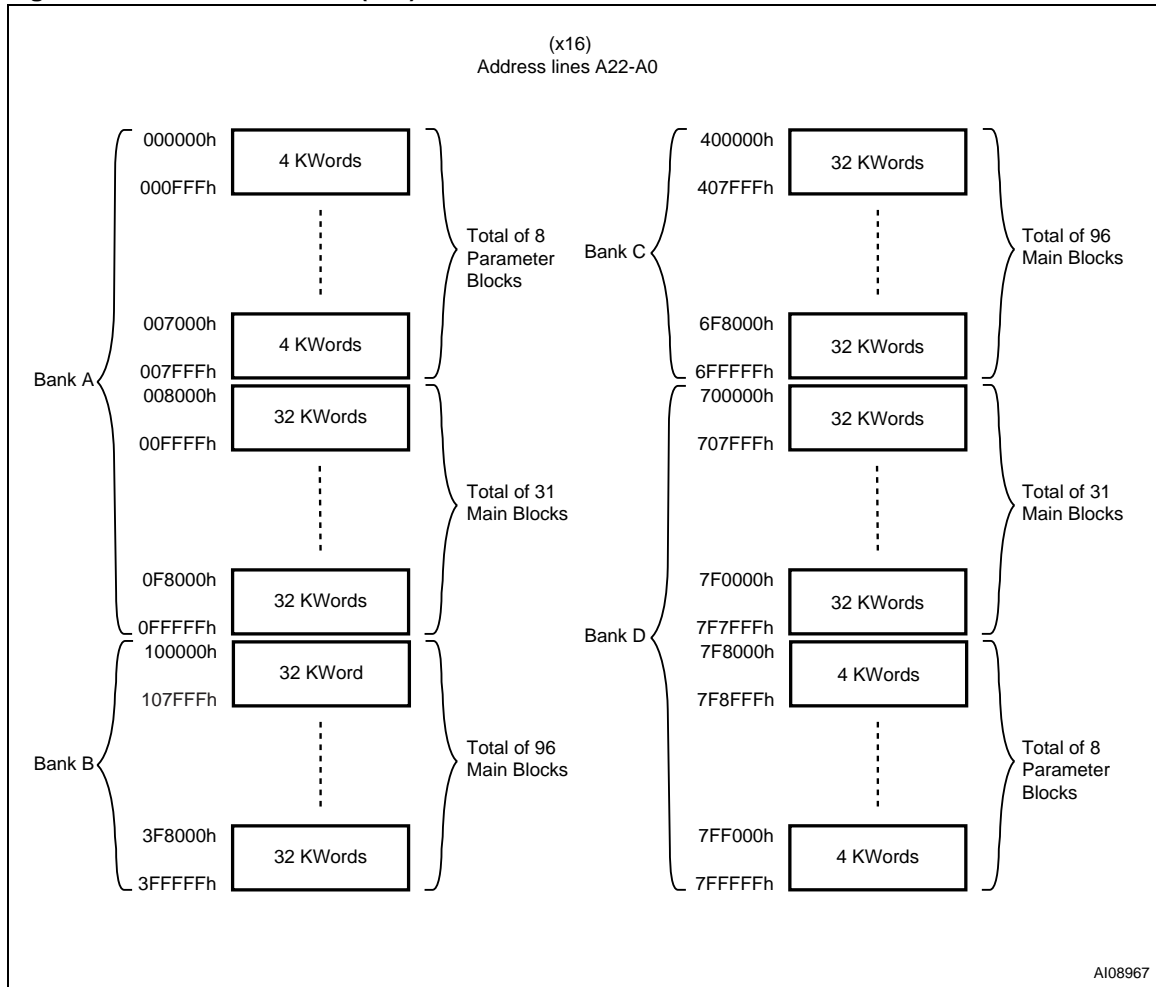 (x16)
Address lines A22-A0
Bank A
000000h
4 KWords
000FFFh
Total of 8
Parameter
Blocks
007000h
4 KWords
007FFFh
008000h
32 KWords
00FFFFh
Total of 31
Main Blocks
0F8000h
32 KWords
0FFFFFh
Bank B
100000h
32 KWord
107FFFh
Total of 96
Main Blocks
3F8000h
32 KWords
3FFFFFh
Bank C
400000h
32 KWords
407FFFh
Total of 96
Main Blocks
6F8000h
32 KWords
6FFFFFh
Bank D
700000h
32 KWords
707FFFh
Total of 31
Main Blocks
7F0000h
32 KWords
7F7FFFh
7F8000h
4 KWords
7F8FFFh
Total of 8
Parameter
Blocks
7FF000h
4 KWords
7FFFFFh
AI08967